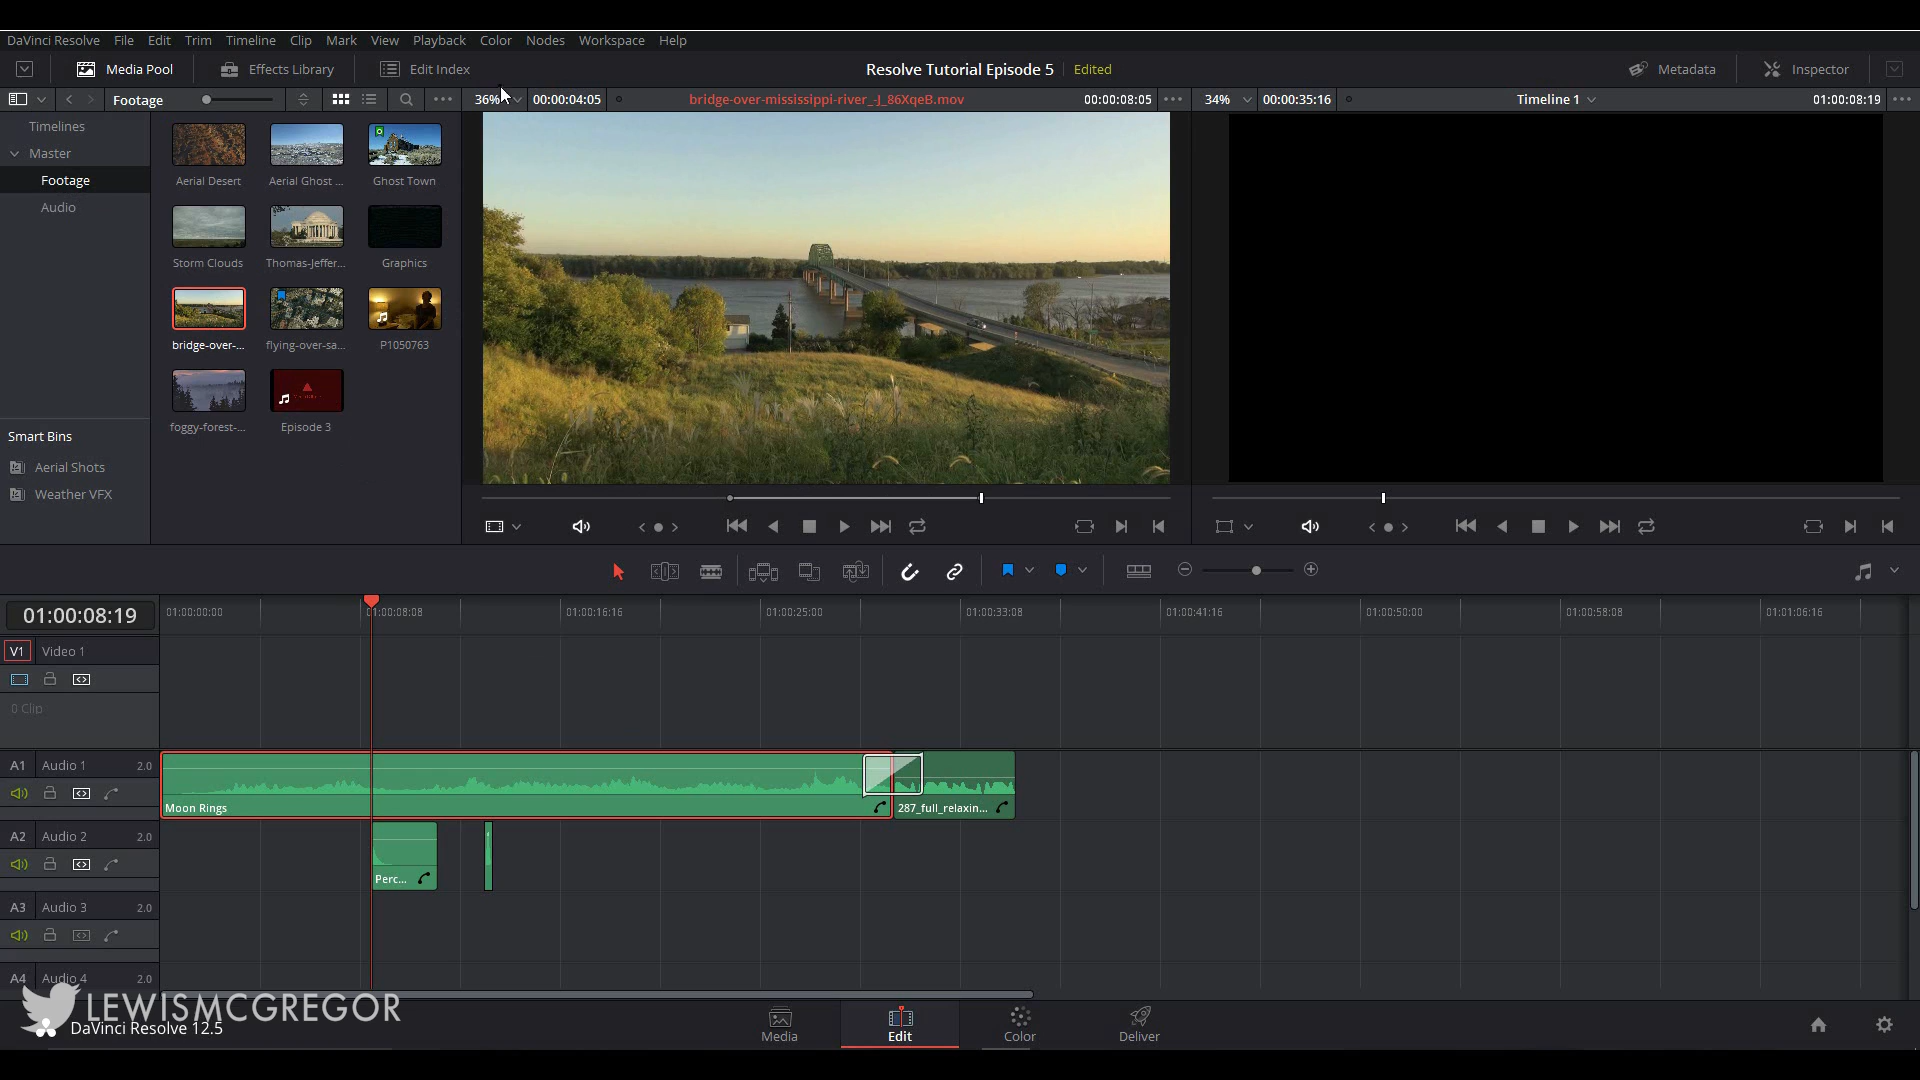 DaVinci Resolve File Edit Trim Timeline Clip Mark View Playback Color Nodes Workspace Help
Media Pool Effects Library Edit Index Resolve Tutorial Episode 5 Edited Metadata Inspector
Footage 36% 00:00:04:05 bridge-over-mississippi-river_-J_86XqeB.mov 00:00:08:05 34% 00:00:35:16 Timeline 1 01:00:08:19
Timelines
Master
Footage
Audio
Aerial Desert Aerial Ghost ... Ghost Town
Storm Clouds Thomas-Jeffer... Graphics
bridge-over-... flying-over-sa... P1050763
foggy-forest-... Episode 3
Smart Bins
Aerial Shots
Weather VFX
01:00:08:19 01:00:00:00 01:00:08:08 01:00:16:16 01:00:25:00 01:00:33:08 01:00:41:16 01:00:50:00 01:00:58:08 01:01:06:16
V1 Video 1
0 Clip
A1 Audio 1 2.0
Moon Rings 287_full_relaxin...
A2 Audio 2 2.0
Perc...
A3 Audio 3 2.0
A4 Audio 4 2.0
LEWISMCGREGOR
DaVinci Resolve 12.5
Media Edit Color Deliver